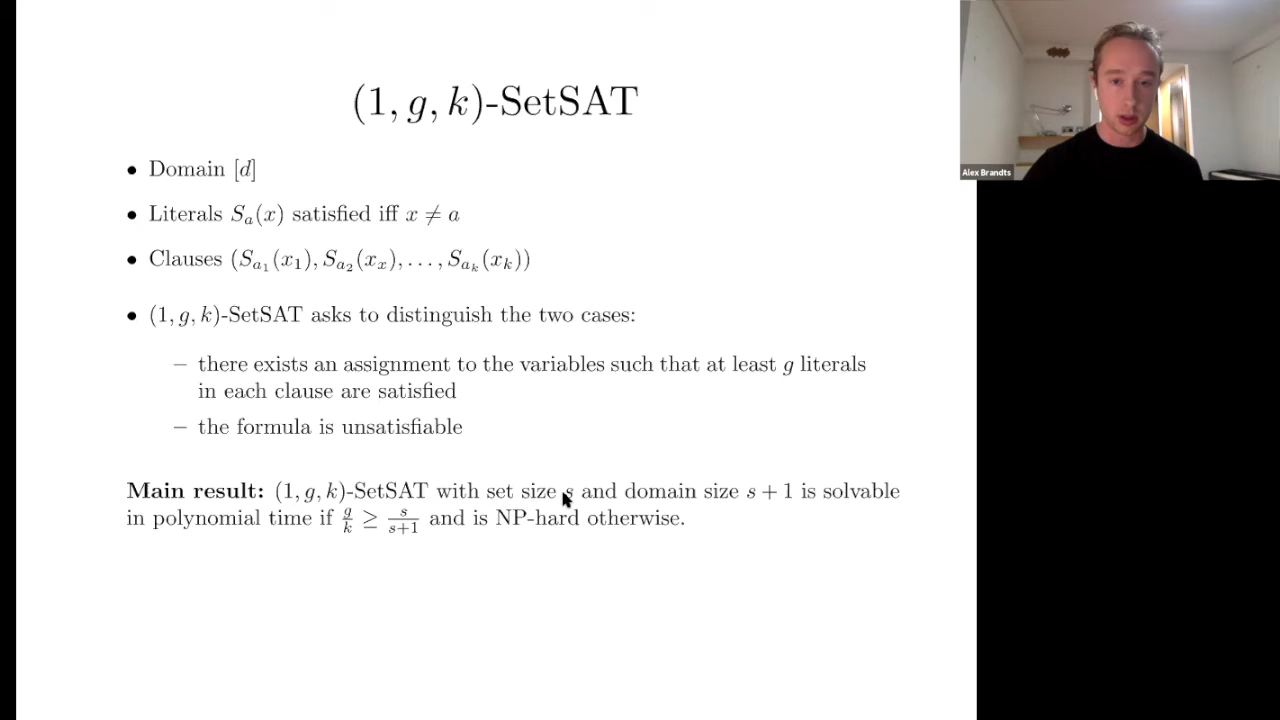 (1, g, k)-SetSAT
• Domain [d]
• Literals Sₐ(x) satisfied iff x ≠ a
• Clauses (S_{a_1}(x_1), S_{a_2}(x_x), . . . , S_{a_k}(x_k))
• (1, g, k)-SetSAT asks to distinguish the two cases:
– there exists an assignment to the variables such that at least g literals
in each clause are satisfied
– the formula is unsatisfiable
Main result: (1, g, k)-SetSAT with set size s and domain size s + 1 is solvable
in polynomial time if g/k ≥ s/(s+1) and is NP-hard otherwise.
Alex Brandts